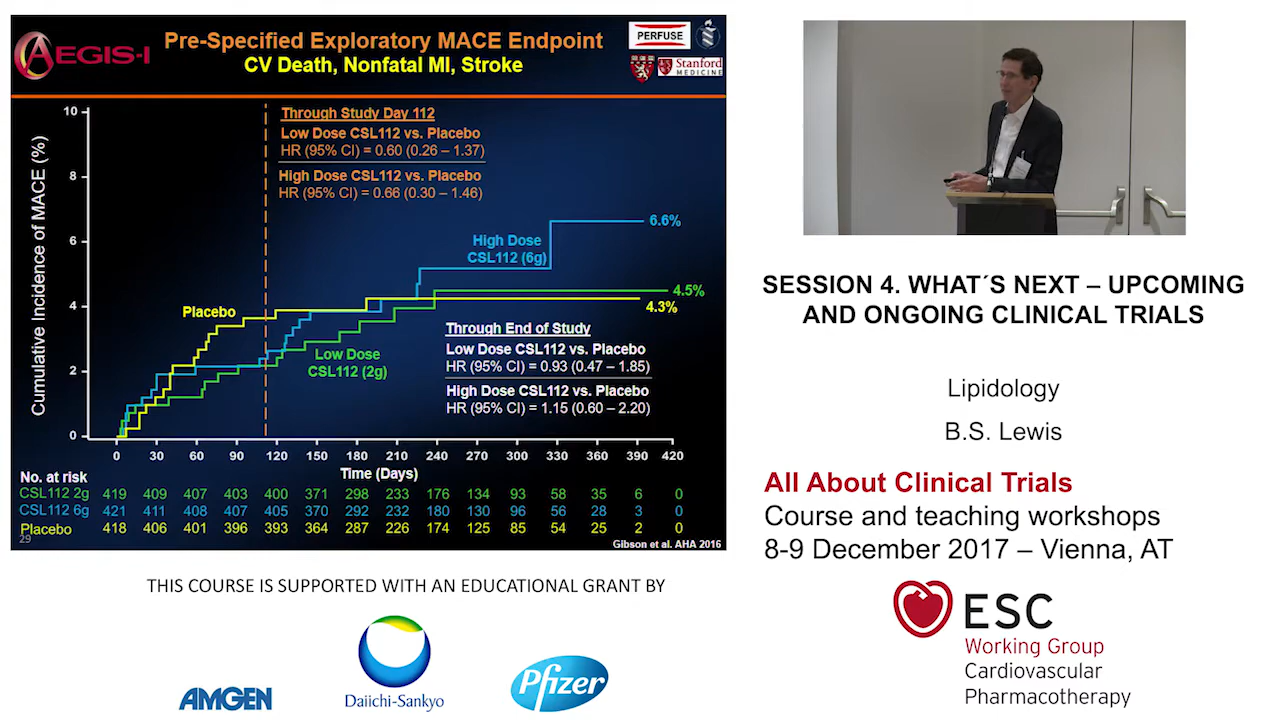 AEGIS-I
Pre-Specified Exploratory MACE Endpoint
CV Death, Nonfatal MI, Stroke
PERFUSE
Stanford
MEDICINE
Cumulative Incidence of MACE (%)
10
8
6
4
2
0
Through Study Day 112
Low Dose CSL112 vs. Placebo
HR (95% CI) = 0.60 (0.26 – 1.37)
High Dose CSL112 vs. Placebo
HR (95% CI) = 0.66 (0.30 – 1.46)
6.6%
High Dose
CSL112 (6g)
4.5%
4.3%
Placebo
Low Dose
CSL112 (2g)
Through End of Study
Low Dose CSL112 vs. Placebo
HR (95% CI) = 0.93 (0.47 – 1.85)
High Dose CSL112 vs. Placebo
HR (95% CI) = 1.15 (0.60 – 2.20)
0 30 60 90 120 150 180 210 240 270 300 330 360 390 420
Time (Days)
No. at risk
CSL112 2g 419 409 407 403 400 371 298 233 176 134 93 58 35 6 0
CSL112 6g 421 411 408 407 405 370 292 232 180 130 96 56 28 3 0
Placebo 418 406 401 396 393 364 287 226 174 125 85 54 25 2 0
29
Gibson et al. AHA 2016
SESSION 4. WHAT´S NEXT – UPCOMING
AND ONGOING CLINICAL TRIALS
Lipidology
B.S. Lewis
All About Clinical Trials
Course and teaching workshops
8-9 December 2017 – Vienna, AT
ESC
Working Group
Cardiovascular
Pharmacotherapy
THIS COURSE IS SUPPORTED WITH AN EDUCATIONAL GRANT BY
AMGEN
Daiichi-Sankyo
Pfizer